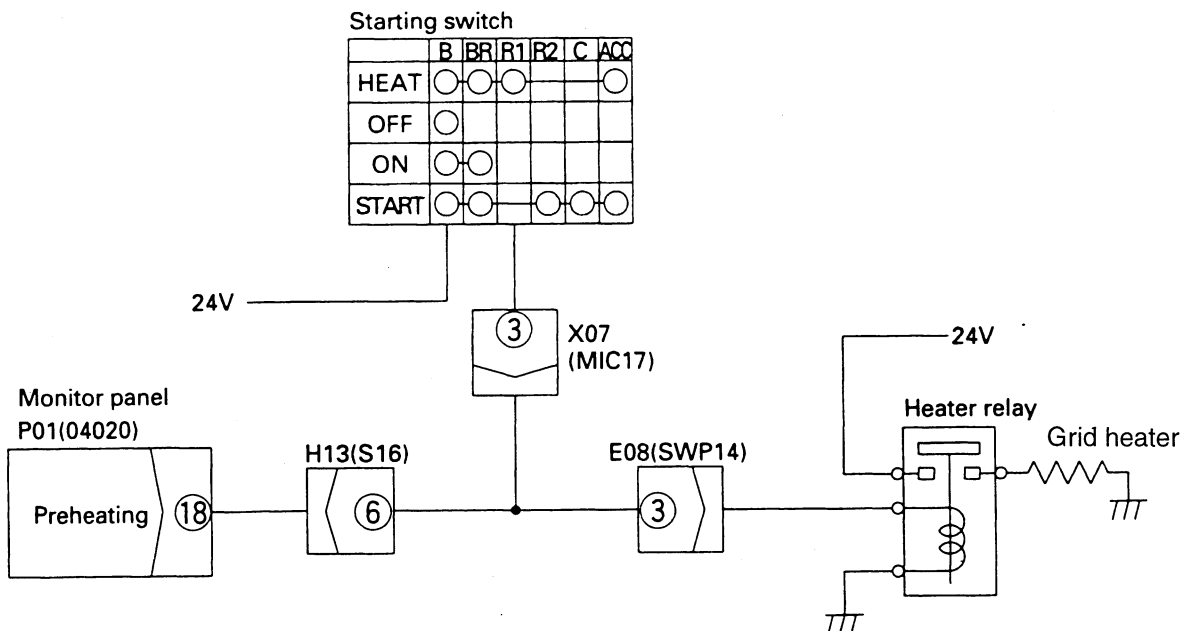 Starting switch
B BR R1 R2 C ACC
HEAT
OFF
ON
START
24V
3
X07
(MIC17)
24V
Monitor panel
P01(04020)
Heater relay
Grid heater
H13(S16)
E08(SWP14)
Preheating
18
6
3